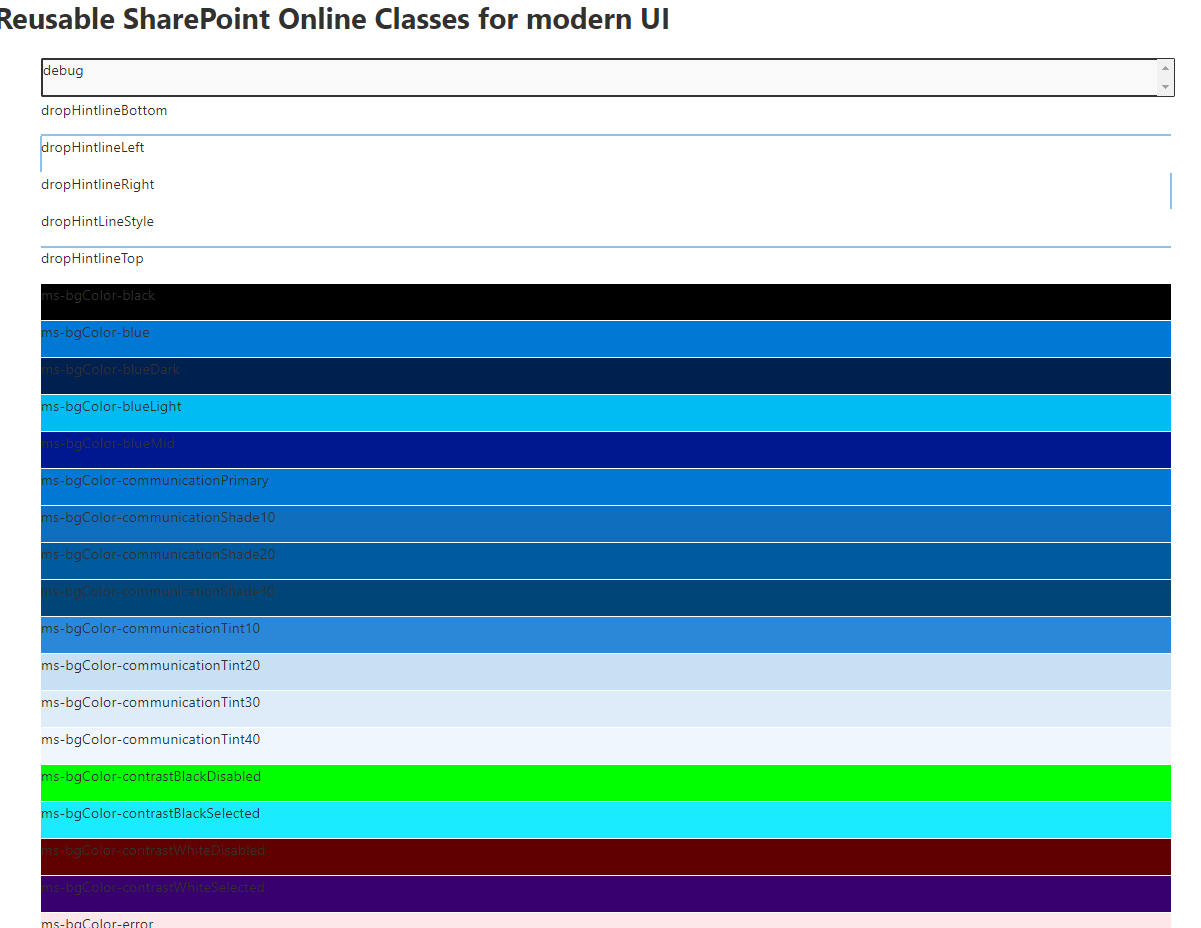 Reusable SharePoint Online Classes for modern UI
debug
dropHintlineBottom
dropHintlineLeft
dropHintlineRight
dropHintLineStyle
dropHintlineTop
ms-bgColor-black
ms-bgColor-blue
ms-bgColor-blueDark
ms-bgColor-blueLight
ms-bgColor-blueMid
ms-bgColor-communicationPrimary
ms-bgColor-communicationShade10
ms-bgColor-communicationShade20
ms-bgColor-communicationShade30
ms-bgColor-communicationTint10
ms-bgColor-communicationTint20
ms-bgColor-communicationTint30
ms-bgColor-communicationTint40
ms-bgColor-contrastBlackDisabled
ms-bgColor-contrastBlackSelected
ms-bgColor-contrastWhiteDisabled
ms-bgColor-contrastWhiteSelected
ms-bgColor-error